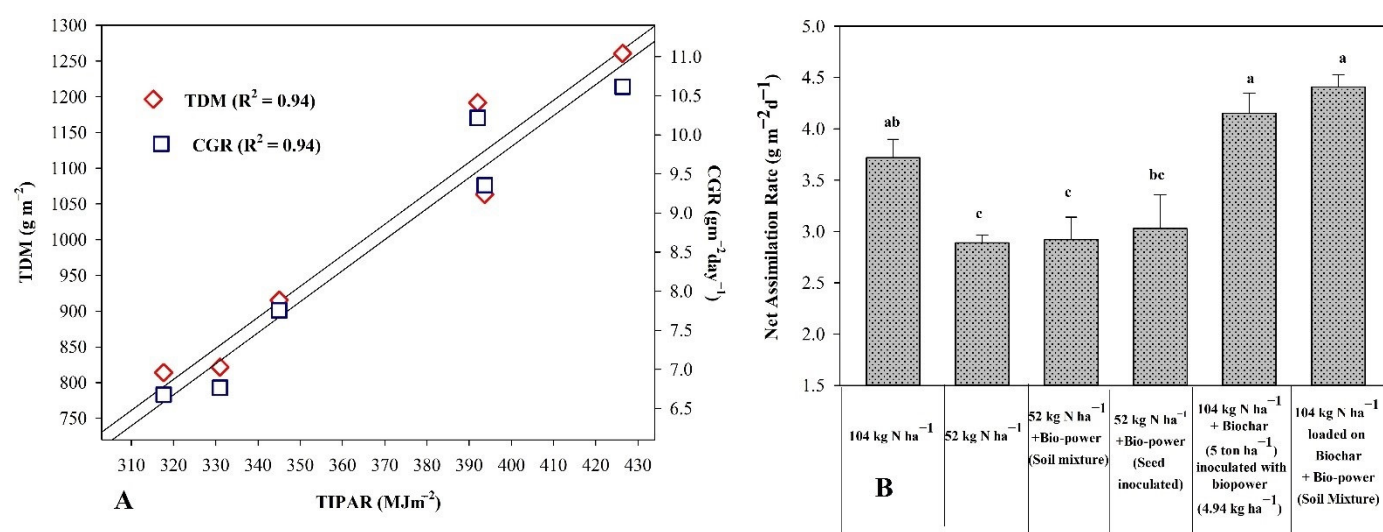 1300
1250
1200
1150
1100
1050
1000
950
900
850
800
750
TDM (g m⁻²)
TDM (R² = 0.94)
CGR (R² = 0.94)
11.0
10.5
10.0
9.5
9.0
8.5
8.0
7.5
7.0
6.5
CGR (gm⁻²day⁻¹)
310 320 330 340 350 360 370 380 390 400 410 420 430
TIPAR (MJm⁻²)
A
5.0
4.5
4.0
3.5
3.0
2.5
2.0
1.5
Net Assimilation Rate (g m⁻²d⁻¹)
ab
c
c
bc
a
a
104 kg N ha⁻¹
52 kg N ha⁻¹
52 kg N ha⁻¹
+Bio-power
(Soil mixture)
52 kg N ha⁻¹
+Bio-power
(Seed
inoculated)
104 kg N ha⁻¹
+ Biochar
(5 ton ha⁻¹)
inoculated with
biopower
(4.94 kg ha⁻¹)
104 kg N ha⁻¹
loaded on
Biochar
+ Bio-power
(Soil Mixture)
B